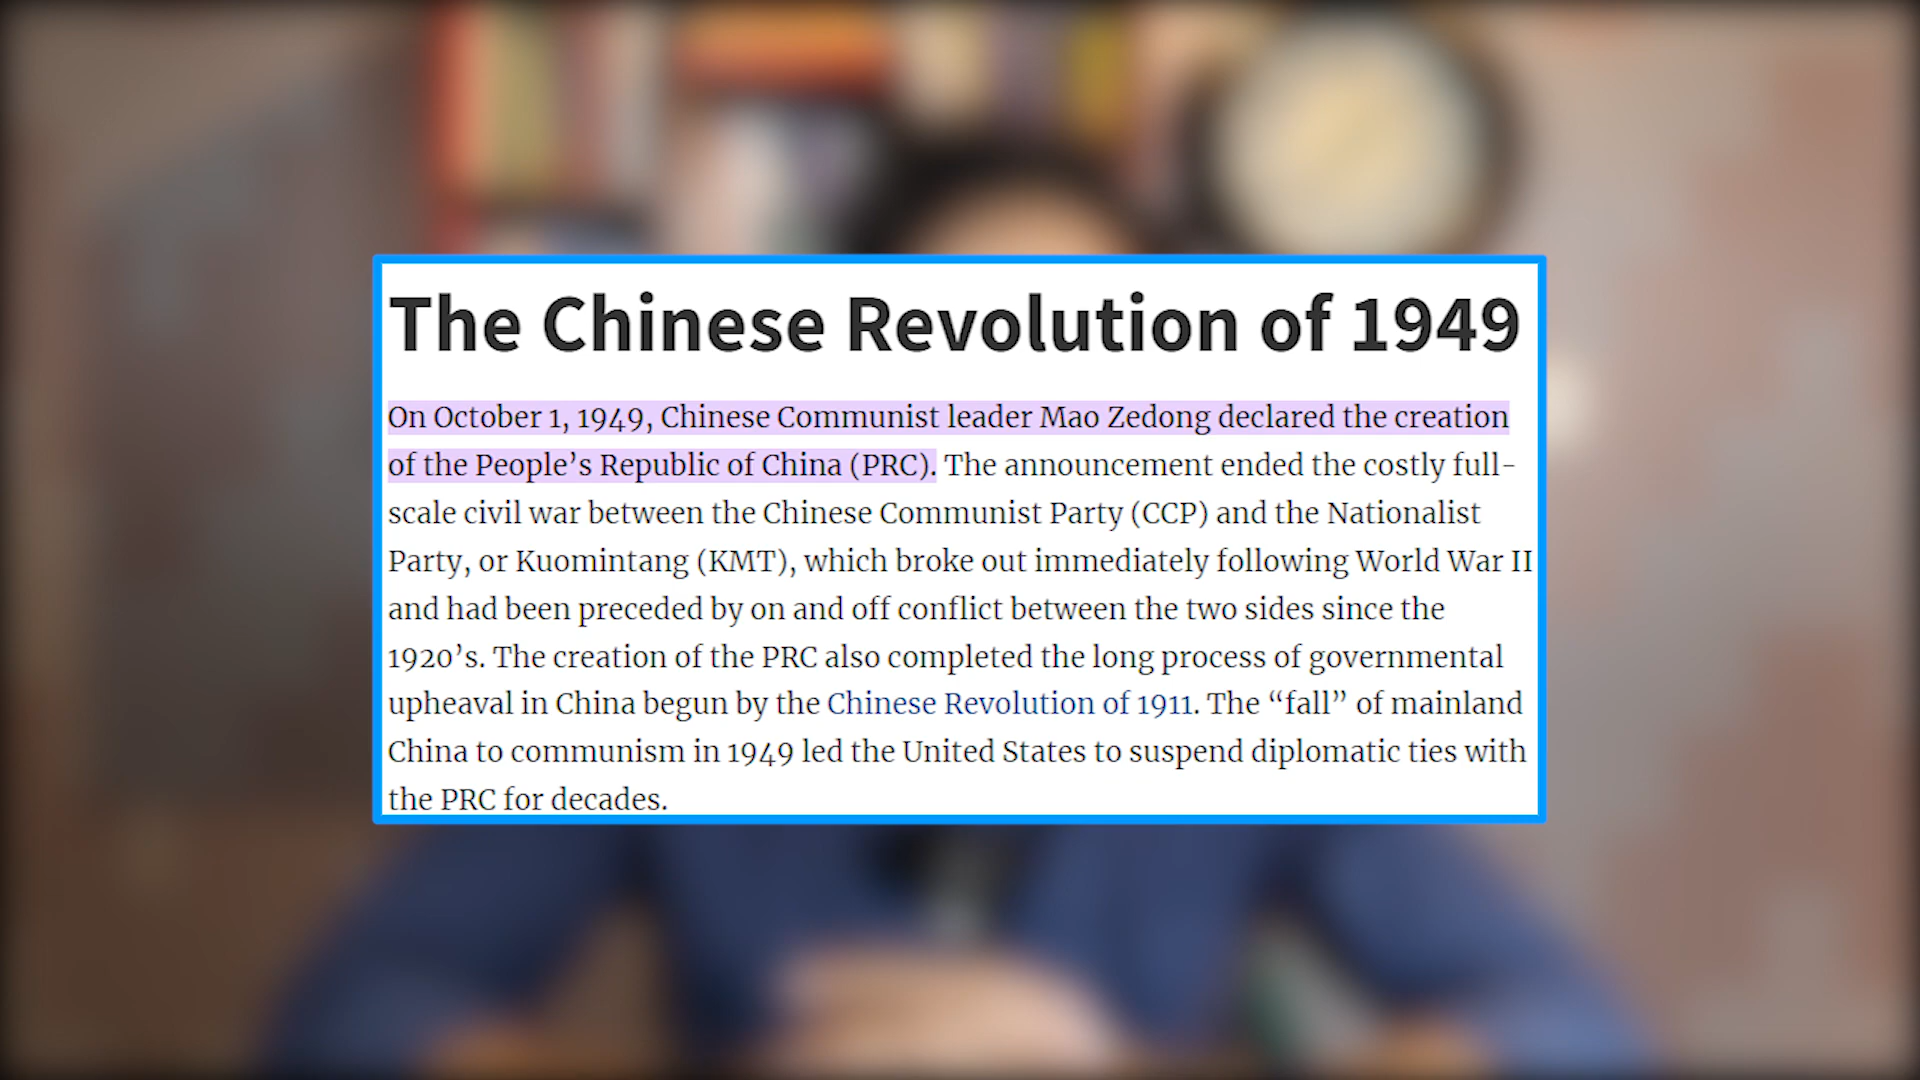 The Chinese Revolution of 1949
On October 1, 1949, Chinese Communist leader Mao Zedong declared the creation
of the People’s Republic of China (PRC). The announcement ended the costly full-
scale civil war between the Chinese Communist Party (CCP) and the Nationalist
Party, or Kuomintang (KMT), which broke out immediately following World War II
and had been preceded by on and off conflict between the two sides since the
1920’s. The creation of the PRC also completed the long process of governmental
upheaval in China begun by the Chinese Revolution of 1911. The “fall” of mainland
China to communism in 1949 led the United States to suspend diplomatic ties with
the PRC for decades.